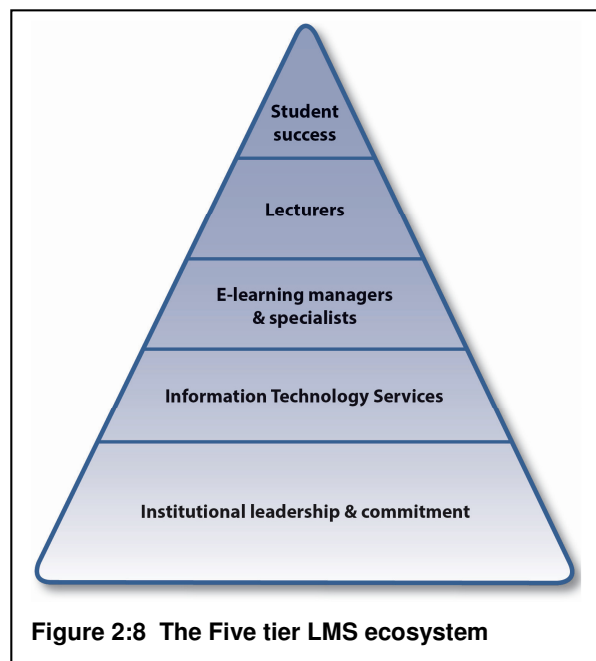 Student
success
Lecturers
E-learning managers
& specialists
Information Technology Services
Institutional leadership & commitment
Figure 2:8 The Five tier LMS ecosystem